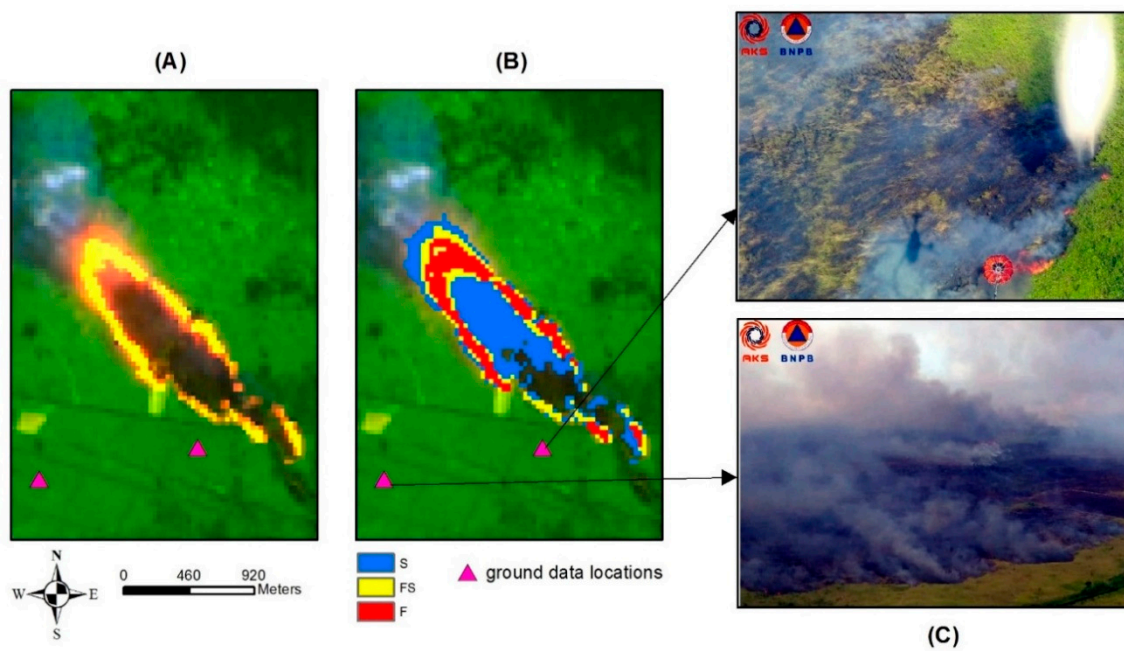 (A)
(B)
AKS BNPB
AKS BNPB
N
W E
S
0 460 920
Meters
S
FS
F
ground data locations
(C)